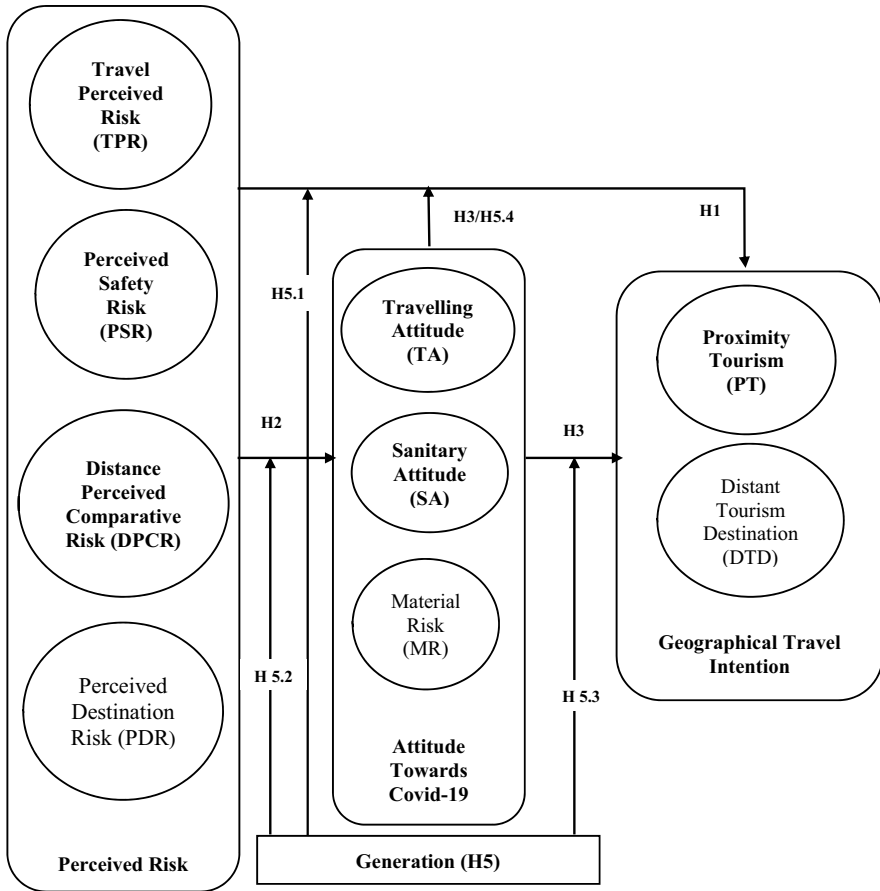 Travel
Perceived
Risk
(TPR)
Perceived
Safety
Risk
(PSR)
Distance
Perceived
Comparative
Risk (DPCR)
Perceived
Destination
Risk (PDR)
Perceived Risk
H1
H3/H5.4
H5.1
H2
H 5.2
Travelling
Attitude
(TA)
Sanitary
Attitude
(SA)
Material
Risk
(MR)
Attitude
Towards
Covid-19
H3
H 5.3
Proximity
Tourism
(PT)
Distant
Tourism
Destination
(DTD)
Geographical Travel
Intention
Generation (H5)